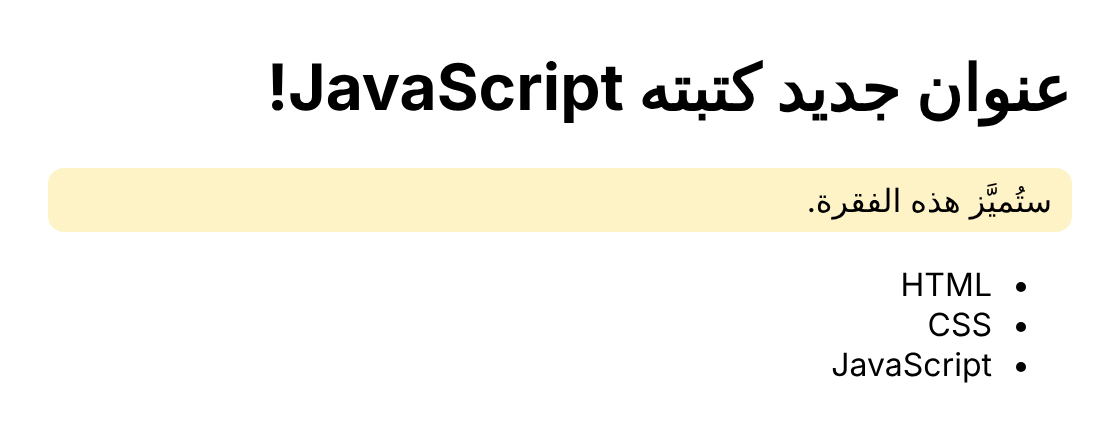 عنوان جديد كتبته JavaScript!
ستُميَّز هذه الفقرة.
• HTML
• CSS
• JavaScript